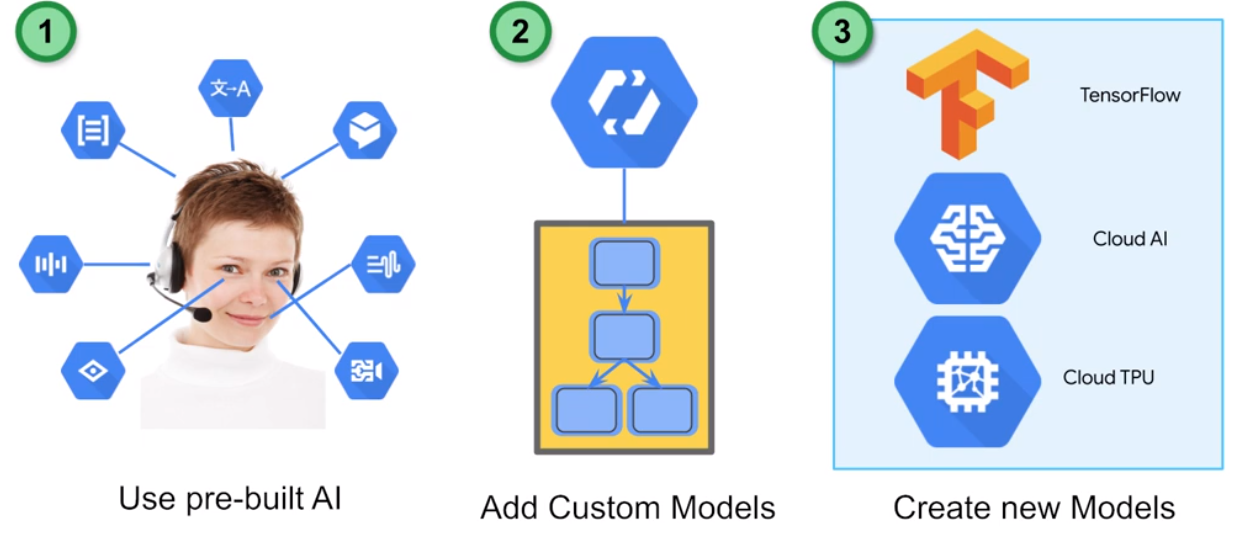 1
文→A
Use pre-built AI
2
Add Custom Models
3
TensorFlow
Cloud AI
Cloud TPU
Create new Models